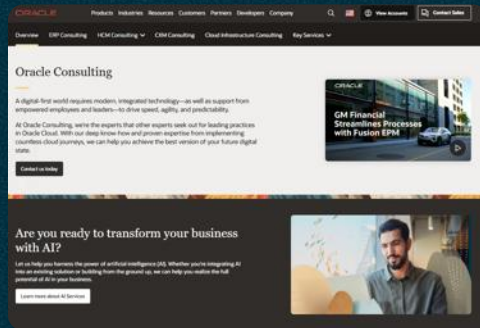 ORACLE
Products Industries Resources Customers Partners Developers Company
View Accounts
Contact Sales
Overview ERP Consulting HCM Consulting CRM Consulting Cloud Infrastructure Consulting Key Services
Oracle Consulting
A digital-first world requires modern, integrated technology—as well as support from
empowered employees and leaders—to drive speed, agility, and predictability.
At Oracle Consulting, we're the experts that other experts seek out for leading practices
in Oracle Cloud. With our deep know-how and proven expertise from implementing
countless cloud journeys, we can help you achieve the best version of your future digital
state.
Contact us today
ORACLE
GM Financial
Streamlines Processes
with Fusion EPM
Are you ready to transform your business
with AI?
Let us help you harness the power of artificial intelligence (AI). Whether you're integrating AI
into an existing solution or building from the ground up, we can help you realize the full
potential of AI in your business.
Learn more about AI Services